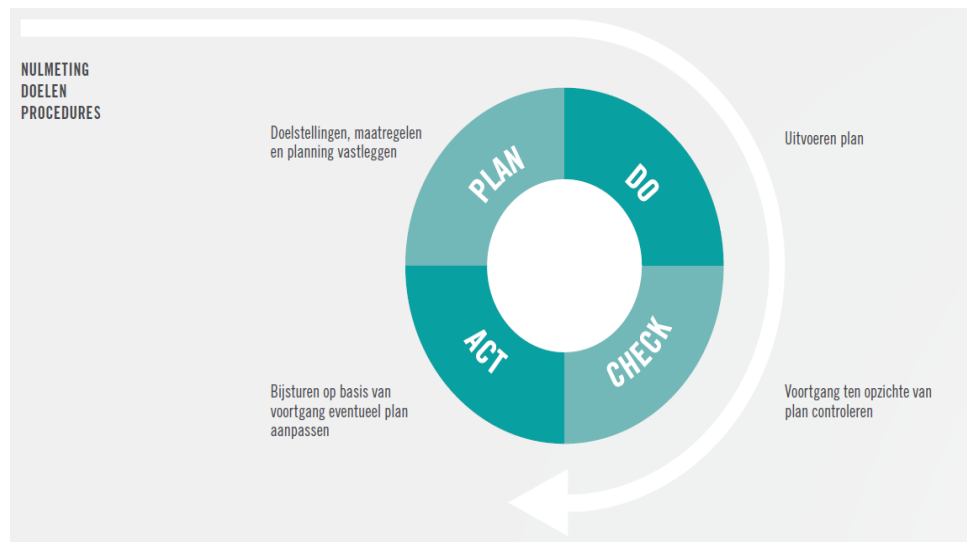 NULMETING
DOELEN
PROCEDURES
Doelstellingen, maatregelen
en planning vastleggen
PLAN
DO
Uitvoeren plan
Bijsturen op basis van
voortgang eventueel plan
aanpassen
ACT
CHECK
Voortgang ten opzichte van
plan controleren